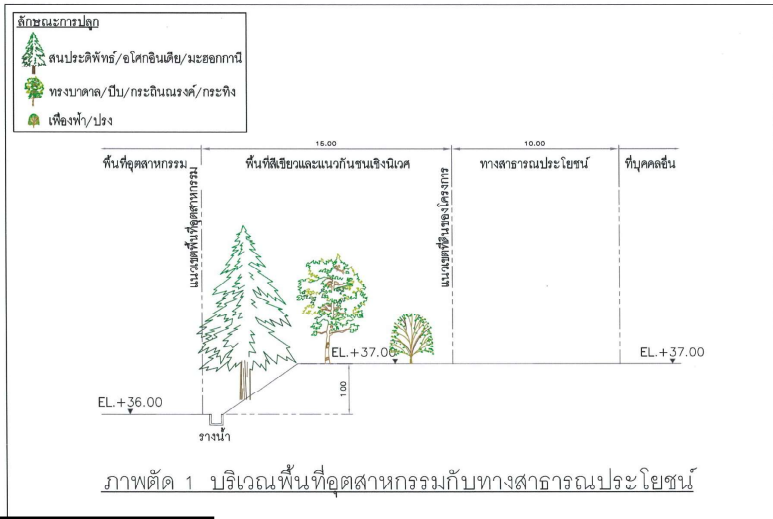 ลักษณะการปลูก
สนประดิพัทธ์/อโศกอินเดีย/มะฮอกกานี
ทรงบาดาล/ปีบ/กระถินณรงค์/กระทิง
เฟื่องฟ้า/ปรง
15.00 10.00
พื้นที่อุตสาหกรรม พื้นที่สีเขียวและแนวกันชนเชิงนิเวศ ทางสาธารณประโยชน์ ที่บุคคลอื่น
แนวเขตพื้นที่อุตสาหกรรม
แนวเขตที่ดินของโครงการ
EL.+37.00 EL.+37.00
100
EL.+36.00
รางน้ำ
ภาพตัด 1 บริเวณพื้นที่อุตสาหกรรมกับทางสาธารณประโยชน์